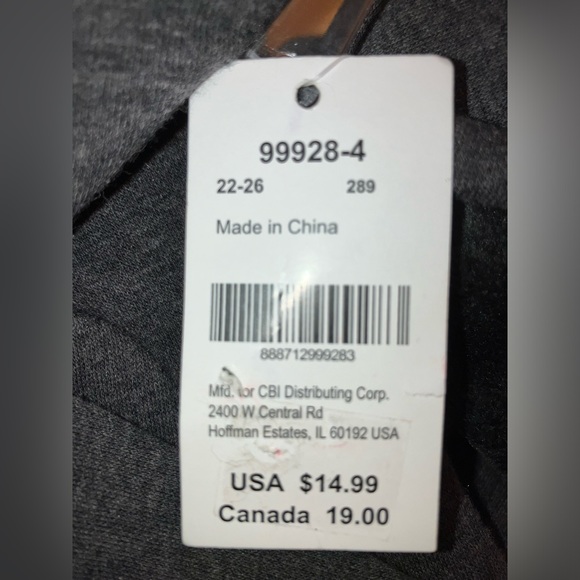 99928-4
22-26 289
Made in China
888712999283
Mfd. for CBI Distributing Corp.
2400 W Central Rd
Hoffman Estates, IL 60192 USA
USA $14.99
Canada 19.00